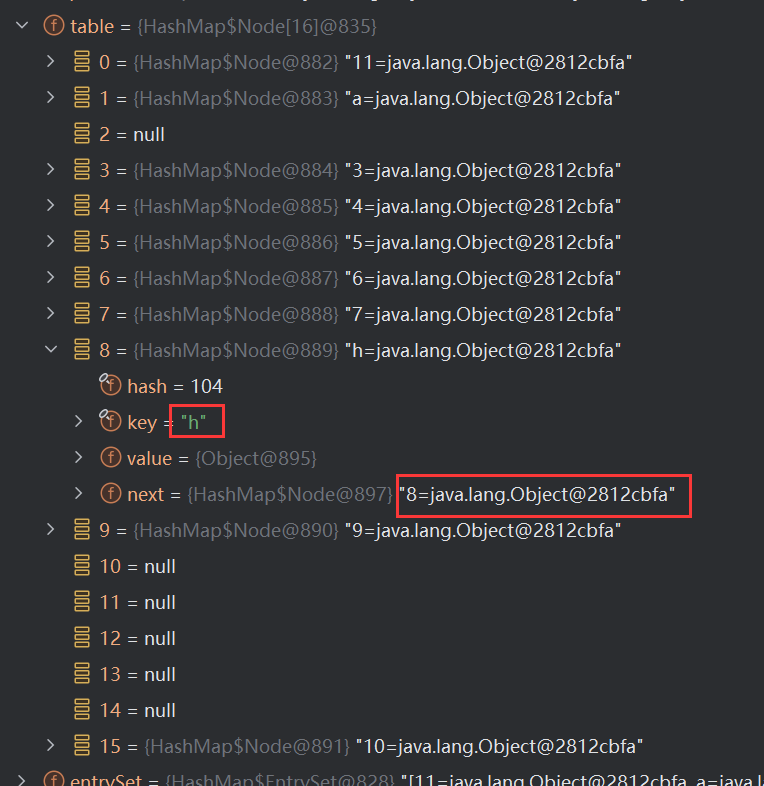 table = {HashMap$Node[16]@835}
0 = {HashMap$Node@882} "11=java.lang.Object@2812cbfa"
1 = {HashMap$Node@883} "a=java.lang.Object@2812cbfa"
2 = null
3 = {HashMap$Node@884} "3=java.lang.Object@2812cbfa"
4 = {HashMap$Node@885} "4=java.lang.Object@2812cbfa"
5 = {HashMap$Node@886} "5=java.lang.Object@2812cbfa"
6 = {HashMap$Node@887} "6=java.lang.Object@2812cbfa"
7 = {HashMap$Node@888} "7=java.lang.Object@2812cbfa"
8 = {HashMap$Node@889} "h=java.lang.Object@2812cbfa"
f hash = 104
f key = "h"
f value = {Object@895}
f next = {HashMap$Node@897} "8=java.lang.Object@2812cbfa"
9 = {HashMap$Node@890} "9=java.lang.Object@2812cbfa"
10 = null
11 = null
12 = null
13 = null
14 = null
15 = {HashMap$Node@891} "10=java.lang.Object@2812cbfa"
entrySet = {HashMap$EntrySet@828} "[11=java.lang.Object@2812cbfa, a=java.l